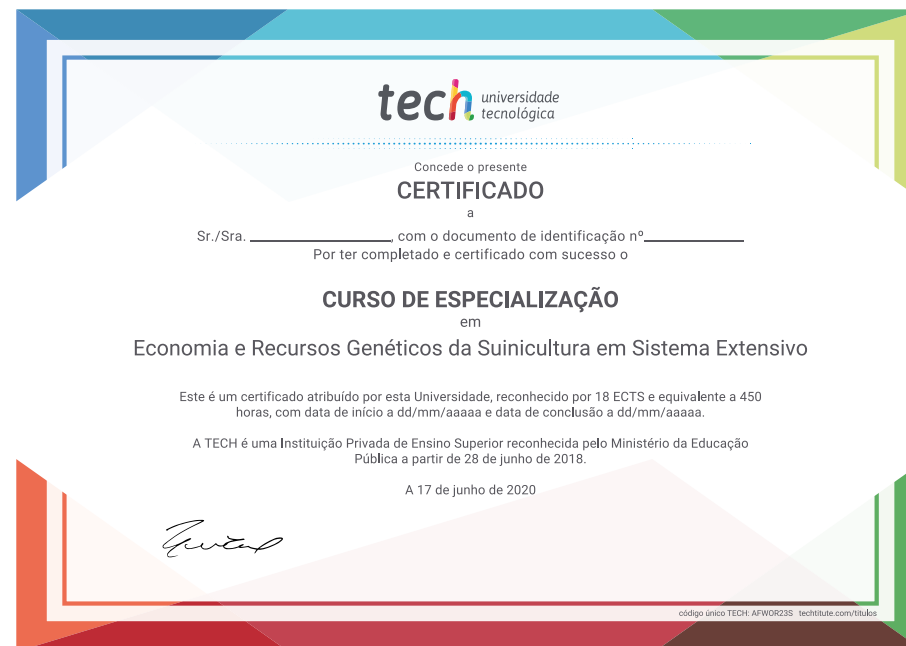 tech universidade
tecnológica
Concede o presente
CERTIFICADO
a
Sr./Sra. ____________________, com o documento de identificação nº______________
Por ter completado e certificado com sucesso o
CURSO DE ESPECIALIZAÇÃO
em
Economia e Recursos Genéticos da Suinicultura em Sistema Extensivo
Este é um certificado atribuído por esta Universidade, reconhecido por 18 ECTS e equivalente a 450
horas, com data de início a dd/mm/aaaaa e data de conclusão a dd/mm/aaaaa.
A TECH é uma Instituição Privada de Ensino Superior reconhecida pelo Ministério da Educação
Pública a partir de 28 de junho de 2018.
A 17 de junho de 2020
código único TECH: AFWOR23S techtitute.com/titulos